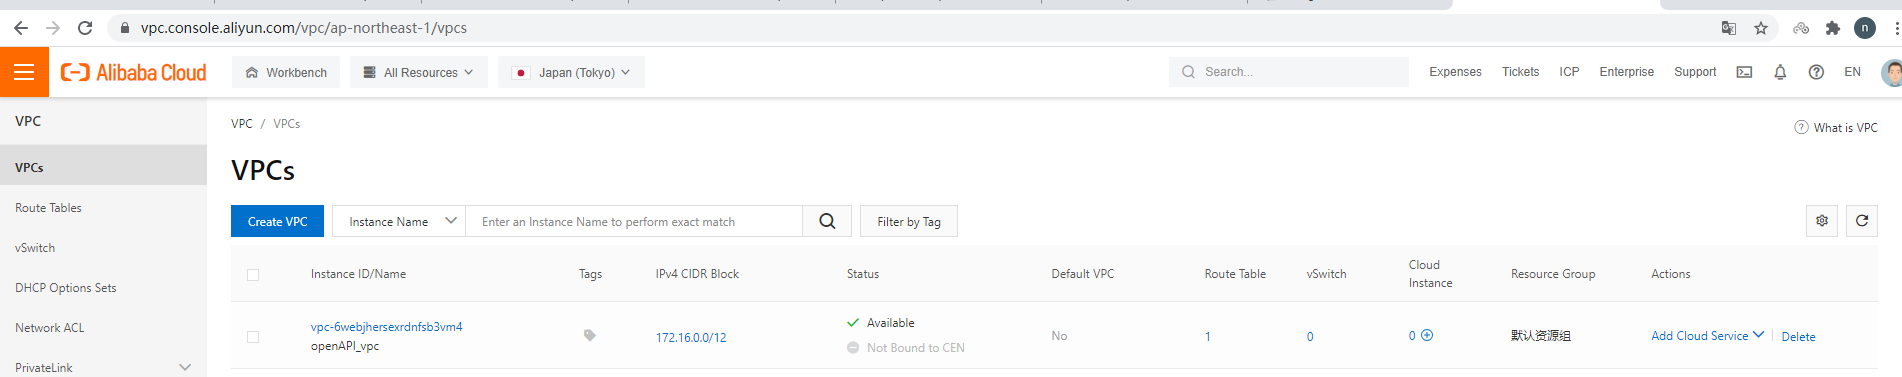 vpc.console.aliyun.com/vpc/ap-northeast-1/vpcs
n
Alibaba Cloud
Workbench
All Resources
Japan (Tokyo)
Search...
Expenses
Tickets
ICP
Enterprise
Support
EN
VPC
VPCs
Route Tables
vSwitch
DHCP Options Sets
Network ACL
PrivateLink
VPC / VPCs
What is VPC
VPCs
Create VPC
Instance Name
Enter an Instance Name to perform exact match
Filter by Tag
Instance ID/Name
Tags
IPv4 CIDR Block
Status
Default VPC
Route Table
vSwitch
Cloud
Instance
Resource Group
Actions
vpc-6webjhersexrdnfsb3vm4
openAPI_vpc
172.16.0.0/12
Available
Not Bound to CEN
No
1
0
0
默认资源组
Add Cloud Service
Delete